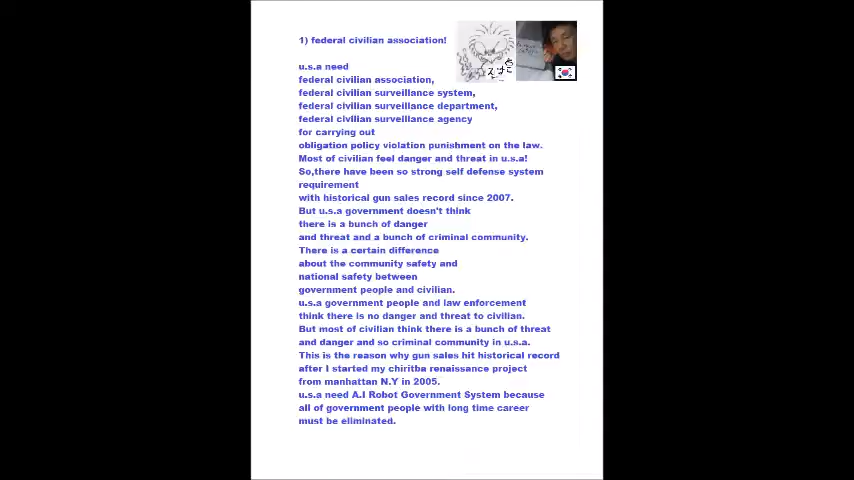 1) federal civilian association!
u.s.a need
federal civilian association,
federal civilian surveillance system,
federal civilian surveillance department,
federal civilian surveillance agency
for carrying out
obligation policy violation punishment on the law.
Most of civilian feel danger and threat in u.s.a!
So,there have been so strong self defense system
requirement
with historical gun sales record since 2007.
But u.s.a government doesn't think
there is a bunch of danger
and threat and a bunch of criminal community.
There is a certain difference
about the community safety and
national safety between
government people and civilian.
u.s.a government people and law enforcement
think there is no danger and threat to civilian.
But most of civilian think there is a bunch of threat
and danger and so criminal community in u.s.a.
This is the reason why gun sales hit historical record
after I started my chiritba renaissance project
from manhattan N.Y in 2005.
u.s.a need A.I Robot Government System because
all of government people with long time career
must be eliminated.